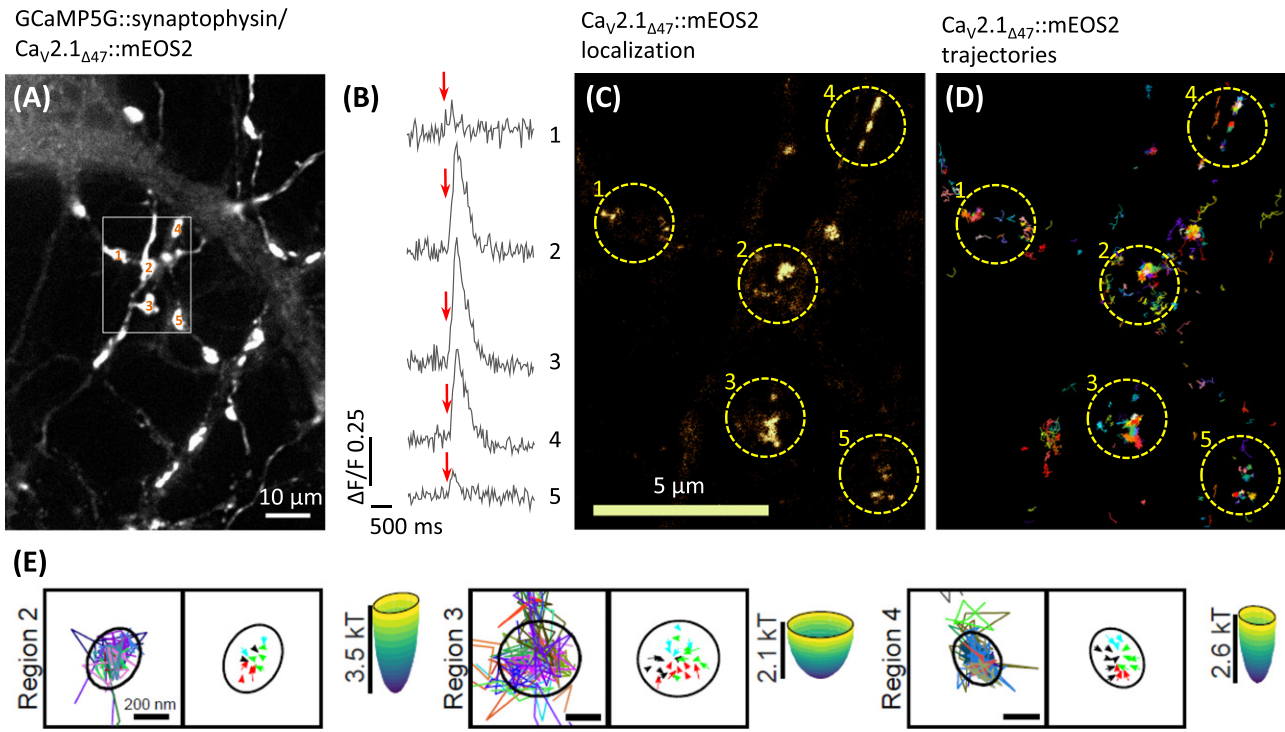 GCaMP5G::synaptophysin/
CaV2.1Δ47::mEOS2
CaV2.1Δ47::mEOS2
localization
CaV2.1Δ47::mEOS2
trajectories
(A)
1
2
3
4
5
10 μm
(B)
1
2
3
4
5
ΔF/F 0.25
500 ms
(C)
4
1
2
3
5
5 μm
(D)
4
1
2
3
5
(E)
Region 2
200 nm
3.5 kT
Region 3
2.1 kT
Region 4
2.6 kT